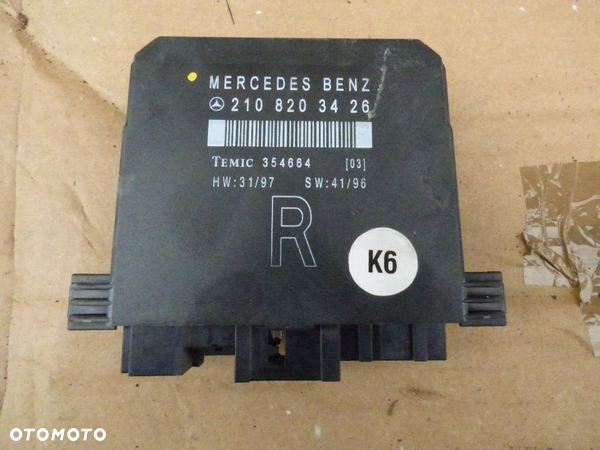 MERCEDES BENZ
210 820 34 26
TEMIC 354664 [03]
HW:31/97 SW:41/96
R
K6
OTOMOTO